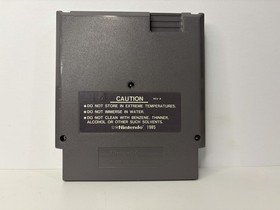 CAUTION
●DO NOT STORE IN EXTREME TEMPERATURES.
●DO NOT IMMERSE IN WATER.
●DO NOT CLEAN WITH BENZENE, THINNER,
ALCOHOL OR OTHER SUCH SOLVENTS.
©®Nintendo 1985